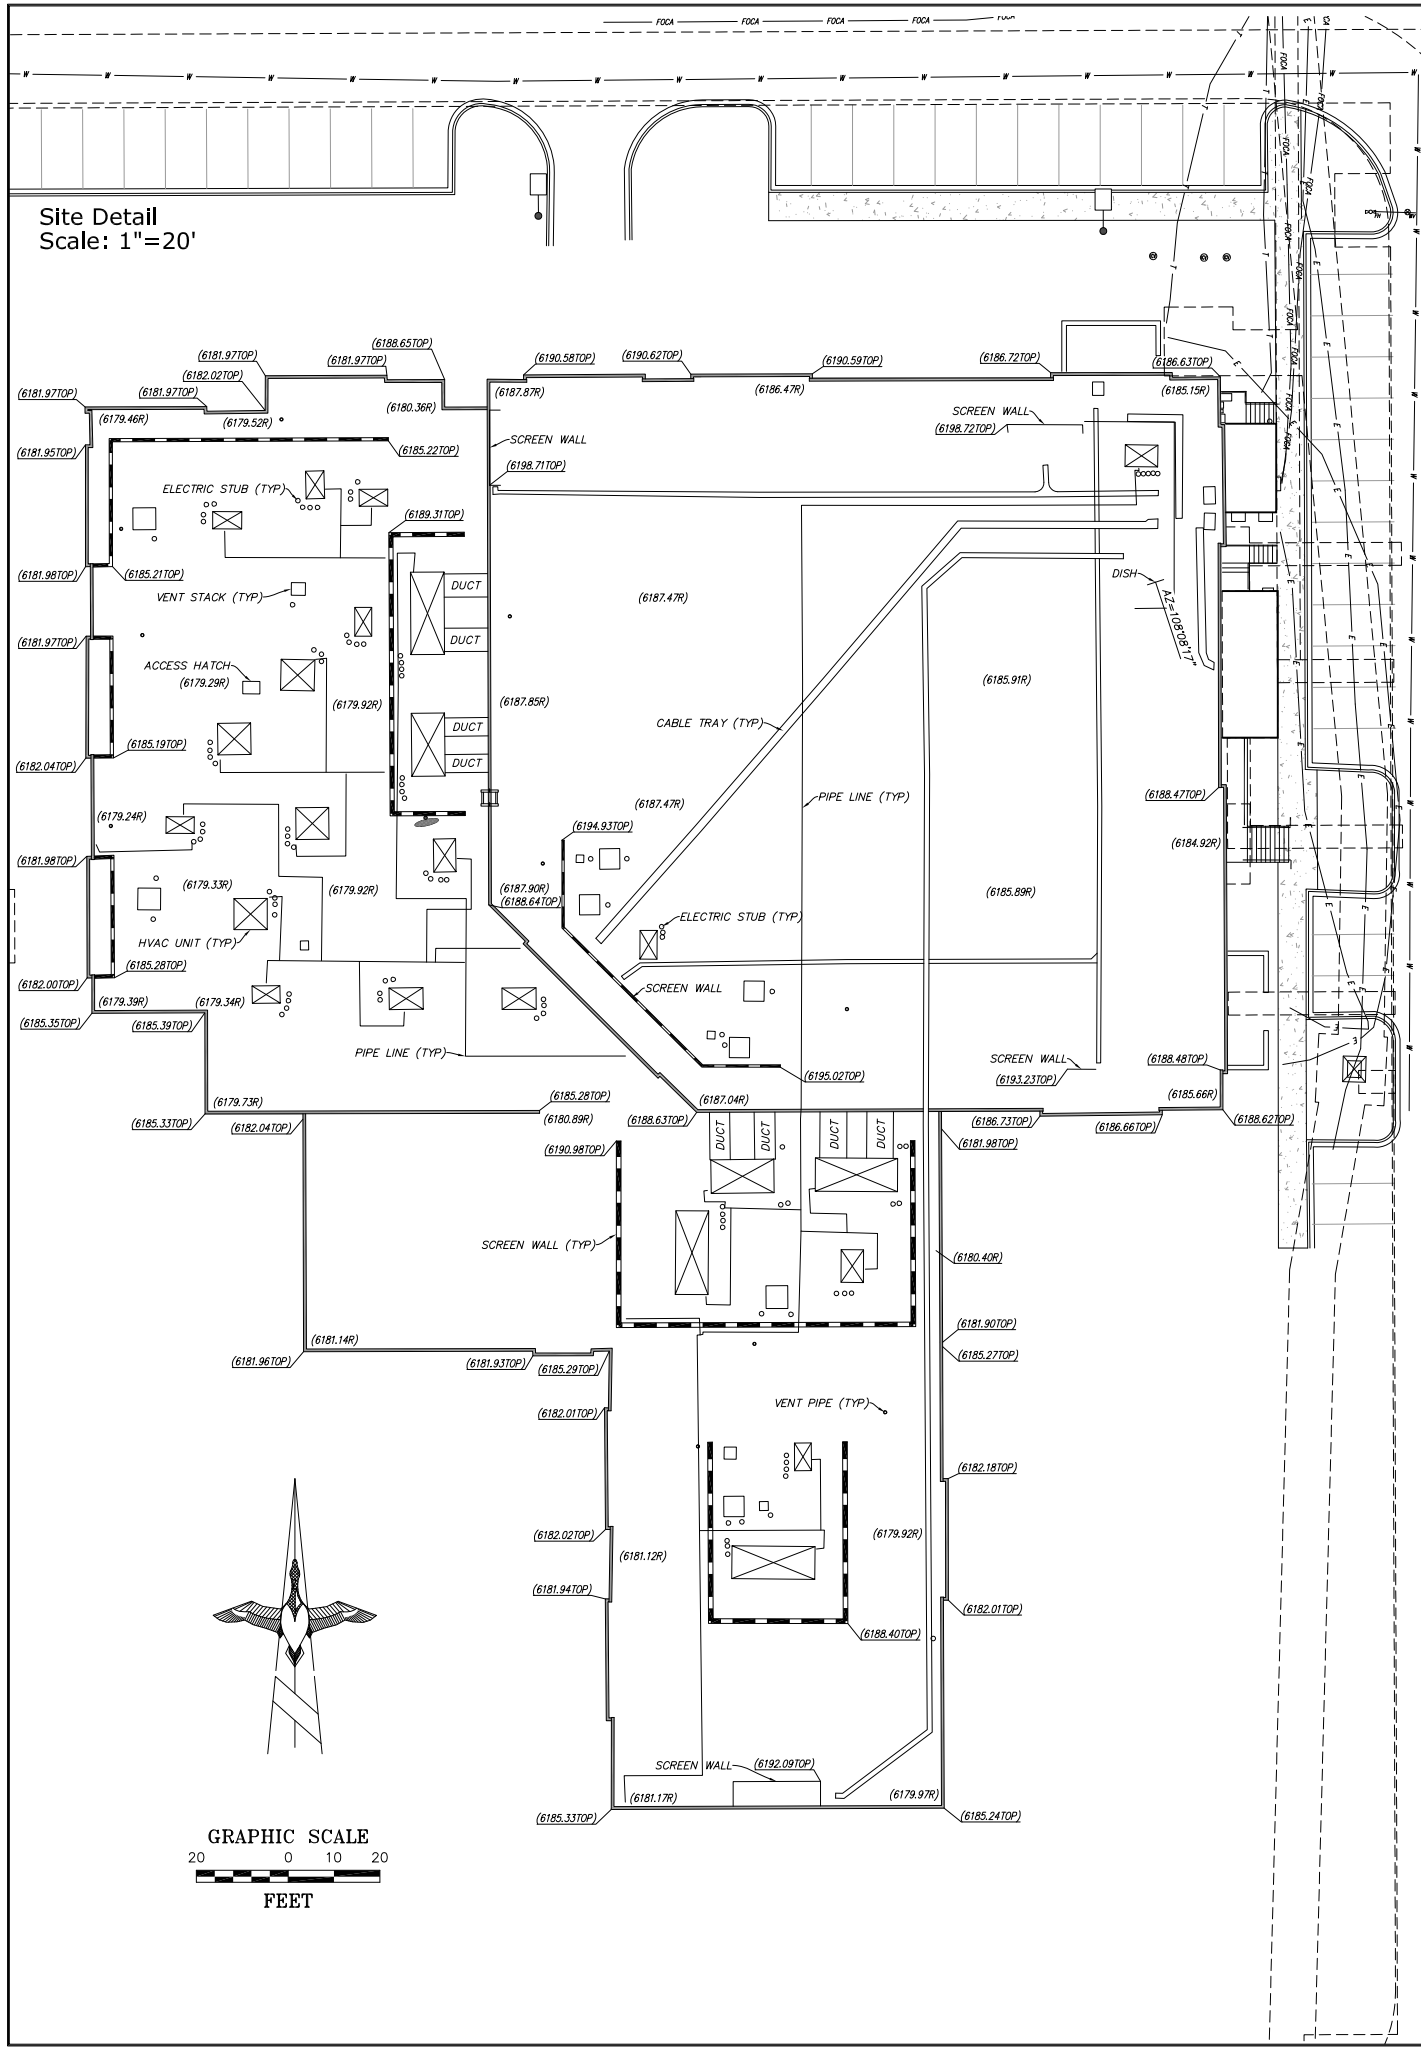 FOCA FOCA FOCA FOCA FOCA
W W W W W W W W W W W W W W W W W
Site Detail
Scale: 1"=20'
(6188.65TOP)
(6181.97TOP) (6181.97TOP) (6190.58TOP) (6190.62TOP) (6190.59TOP) (6186.72TOP) (6186.63TOP)
(6182.02TOP)
(6181.97TOP) (6181.97TOP) (6187.87R) (6186.47R) (6185.15R)
(6179.46R) (6179.52R) (6180.36R) SCREEN WALL
(6198.72TOP)
SCREEN WALL
(6181.95TOP) (6185.22TOP)
(6198.71TOP)
ELECTRIC STUB (TYP)
(6189.31TOP)
(6181.98TOP) (6185.21TOP) DUCT DISH
VENT STACK (TYP) (6187.47R) AZ=108°08'17"
(6181.97TOP) DUCT
ACCESS HATCH
(6179.29R) (6185.91R)
(6179.92R) (6187.85R)
DUCT CABLE TRAY (TYP)
(6185.19TOP)
(6182.04TOP) DUCT
(6188.47TOP)
PIPE LINE (TYP)
(6187.47R)
(6179.24R)
(6194.93TOP)
(6184.92R)
(6181.98TOP)
(6179.33R) (6179.92R) (6187.90R) (6185.89R)
(6188.64TOP)
ELECTRIC STUB (TYP)
HVAC UNIT (TYP)
(6185.28TOP)
(6182.00TOP) SCREEN WALL
(6179.39R) (6179.34R)
(6185.35TOP) (6185.39TOP)
PIPE LINE (TYP) SCREEN WALL (6188.48TOP)
(6195.02TOP) (6193.23TOP)
(6185.28TOP) (6187.04R) (6185.66R)
(6179.73R)
(6185.33TOP) (6182.04TOP) (6180.89R) (6188.63TOP) (6186.73TOP) (6186.66TOP) (6188.62TOP)
DUCT DUCT DUCT DUCT
(6190.98TOP) (6181.98TOP)
SCREEN WALL (TYP)
(6180.40R)
(6181.90TOP)
(6181.14R)
(6185.27TOP)
(6181.96TOP) (6181.93TOP) (6185.29TOP)
VENT PIPE (TYP)
(6182.01TOP)
(6182.18TOP)
(6182.02TOP) (6179.92R)
(6181.12R)
(6181.94TOP)
(6182.01TOP)
(6188.40TOP)
SCREEN WALL (6192.09TOP)
(6181.17R) (6179.97R)
(6185.33TOP) (6185.24TOP)
GRAPHIC SCALE
20 0 10 20
FEET